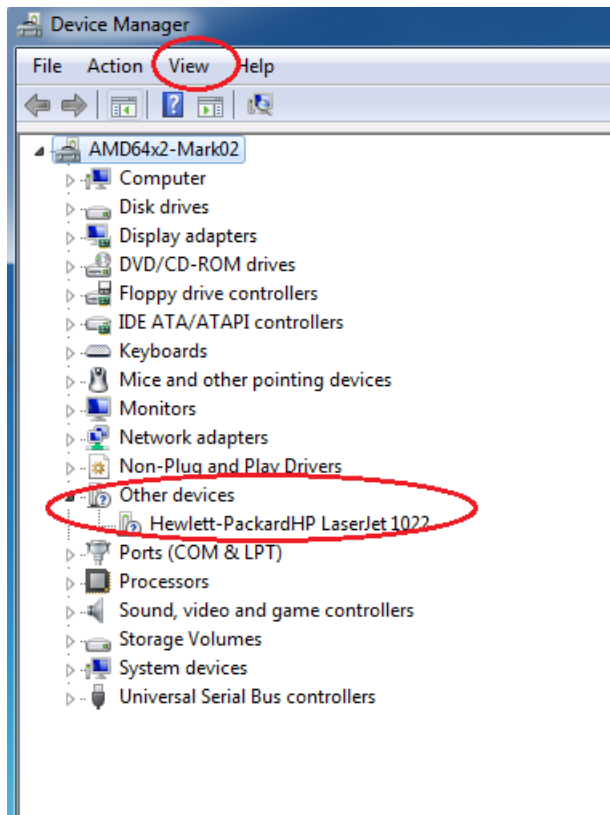 Device Manager
File Action View Help
AMD64x2-Mark02
Computer
Disk drives
Display adapters
DVD/CD-ROM drives
Floppy drive controllers
IDE ATA/ATAPI controllers
Keyboards
Mice and other pointing devices
Monitors
Network adapters
Non-Plug and Play Drivers
Other devices
Hewlett-PackardHP LaserJet 1022
Ports (COM & LPT)
Processors
Sound, video and game controllers
Storage Volumes
System devices
Universal Serial Bus controllers